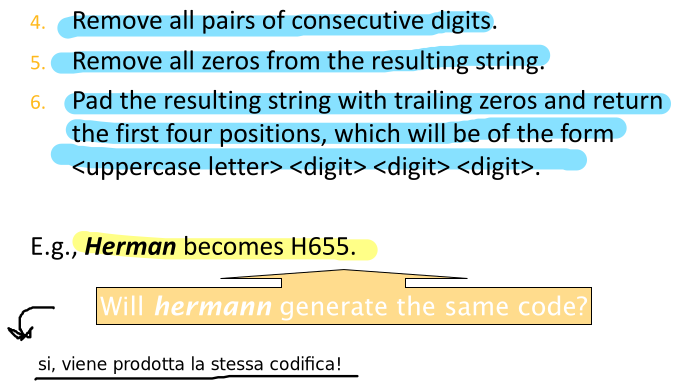 4. Remove all pairs of consecutive digits.
5. Remove all zeros from the resulting string.
6. Pad the resulting string with trailing zeros and return
the first four positions, which will be of the form
<uppercase letter> <digit> <digit> <digit>.
E.g., Herman becomes H655.
Will hermann generate the same code?
si, viene prodotta la stessa codifica!